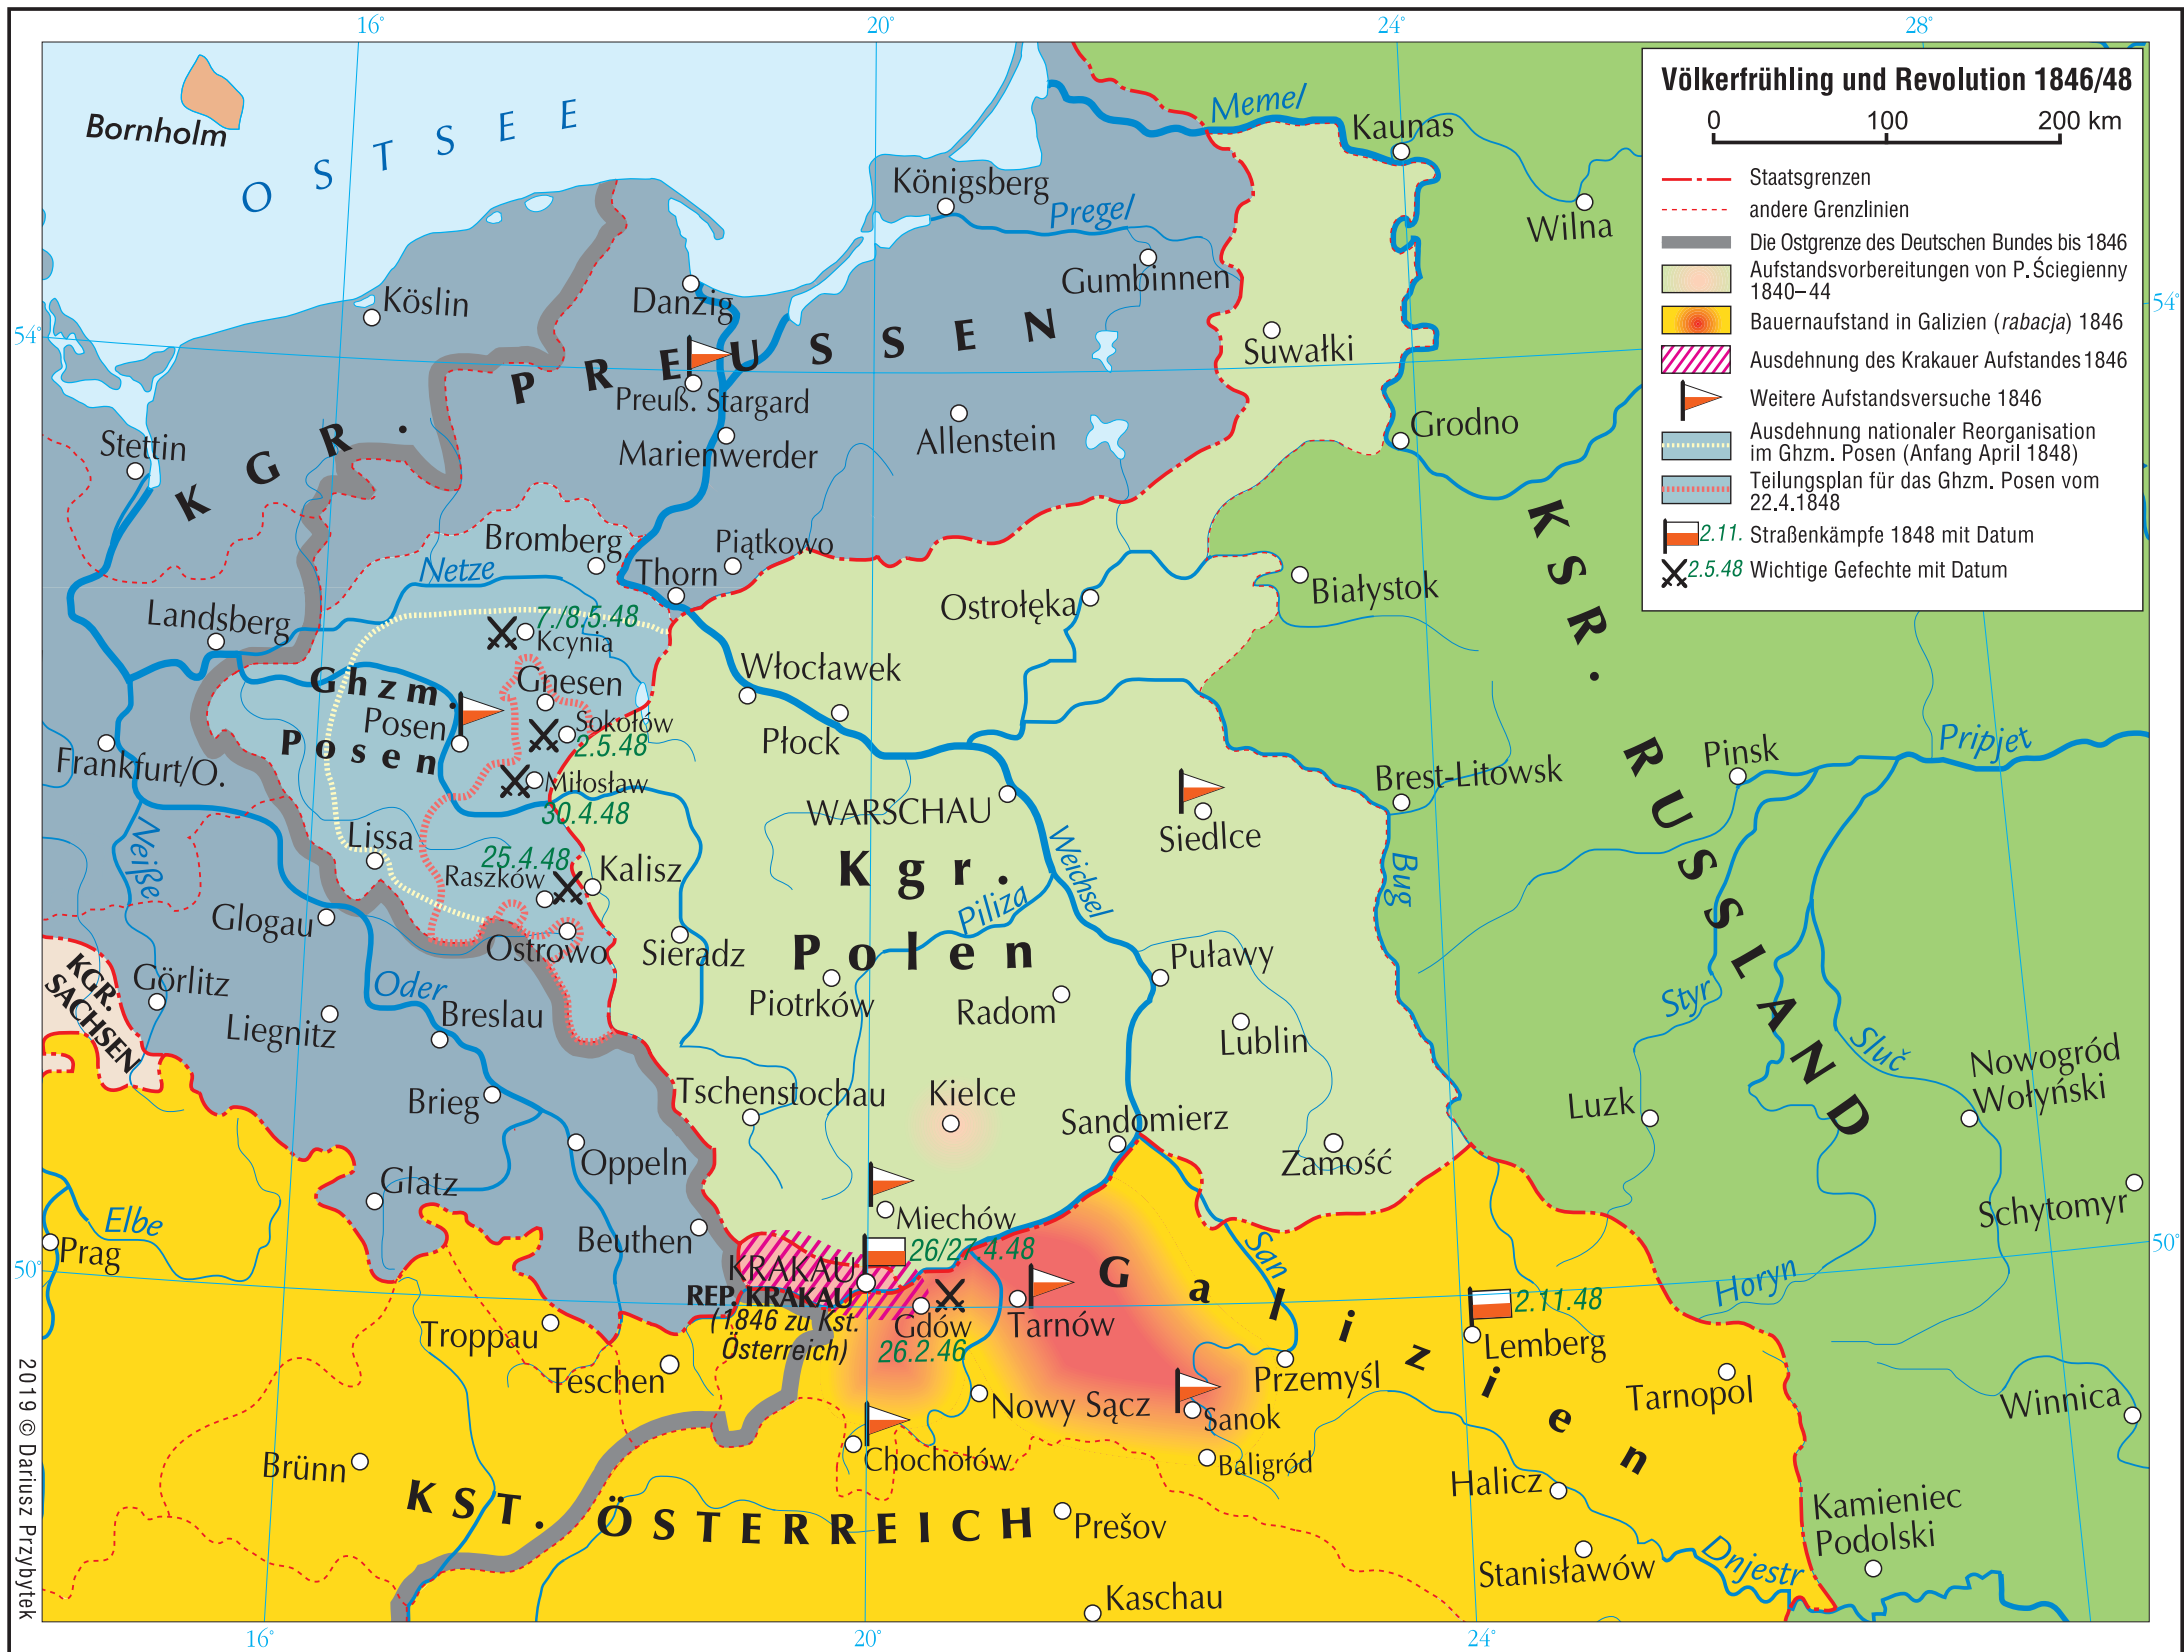 16°
20°
24°
28°
Völkerfrühling und Revolution 1846/48
0 100 200 km
Staatsgrenzen
andere Grenzlinien
Die Ostgrenze des Deutschen Bundes bis 1846
Aufstandsvorbereitungen von P. Ściegienny
1840–44
Bauernaufstand in Galizien (rabacja) 1846
Ausdehnung des Krakauer Aufstandes 1846
Weitere Aufstandsversuche 1846
Ausdehnung nationaler Reorganisation
im Ghzm. Posen (Anfang April 1848)
Teilungsplan für das Ghzm. Posen vom
22.4.1848
2.11. Straßenkämpfe 1848 mit Datum
2.5.48 Wichtige Gefechte mit Datum
Bornholm
OSTSEE
Memel
Kaunas
Königsberg
Pregel
Wilna
Gumbinnen
Köslin
Danzig
54°
54°
KGR. PREUSSEN
Suwałki
Preuß. Stargard
Stettin
Marienwerder
Allenstein
Grodno
KSR. RUSSLAND
Bromberg
Piątkowo
Netze
Thorn
Białystok
Ostrołęka
Landsberg
7./8.5.48
Kcynia
Włocławek
Ghzm.
Posen
Gnesen
Posen
Sokołów
2.5.48
Płock
Frankfurt/O.
Miłosław
30.4.48
WARSCHAU
Siedlce
Brest-Litowsk
Pinsk
Pripjet
Neiße
Lissa
25.4.48
Raszków
Kalisz
Kgr.
Polen
Weichsel
Piliza
Bug
Glogau
Ostrowo
Sieradz
Piotrków
Radom
Puławy
KGR.
SACHSEN
Görlitz
Oder
Liegnitz
Breslau
Lublin
Styr
Sluč
Nowogród
Wołyński
Brieg
Tschenstochau
Kielce
Sandomierz
Zamość
Luzk
Oppeln
Glatz
Elbe
Prag
Miechów
Beuthen
Schytomyr
50°
50°
KRAKAU
26/27.4.48
REP. KRAKAU
(1846 zu Kst.
Österreich)
Gdów
26.2.46
Tarnów
Galizien
San
Horyn
2.11.48
Lemberg
Troppau
Teschen
Przemyśl
Tarnopol
Nowy Sącz
Sanok
Winnica
Chochołów
Baligród
Brünn
KST. ÖSTERREICH
Halicz
Prešov
Kamieniec
Podolski
Stanisławów
Dnjestr
Kaschau
2019 © Dariusz Przybytek
16°
20°
24°